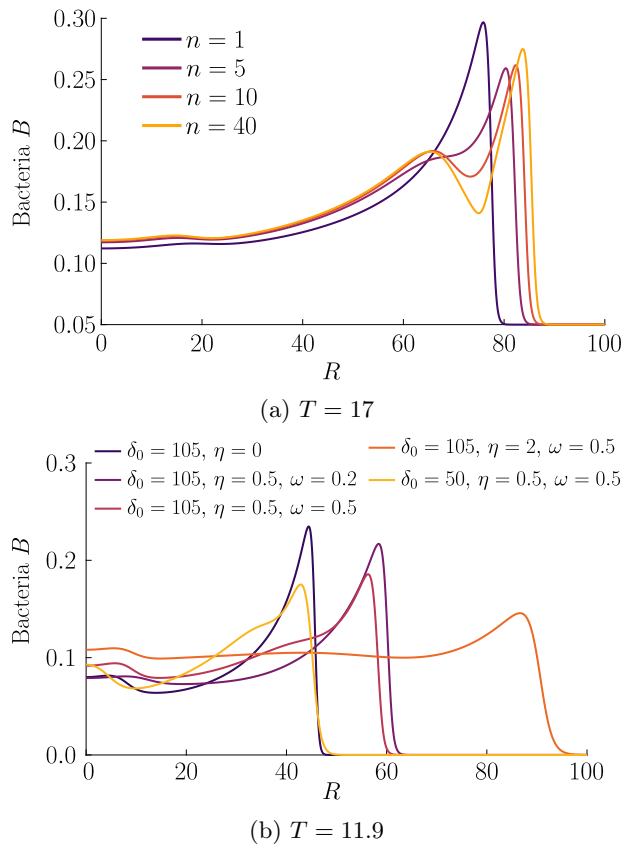 0.30
0.25
0.20
0.15
0.10
0.05
Bacteria B
n = 1
n = 5
n = 10
n = 40
0 20 40 60 80 100
R
(a) T = 17
δ₀ = 105, η = 0
δ₀ = 105, η = 0.5, ω = 0.2
δ₀ = 105, η = 0.5, ω = 0.5
δ₀ = 105, η = 2, ω = 0.5
δ₀ = 50, η = 0.5, ω = 0.5
0.3
0.2
0.1
0.0
Bacteria B
0 20 40 60 80 100
R
(b) T = 11.9